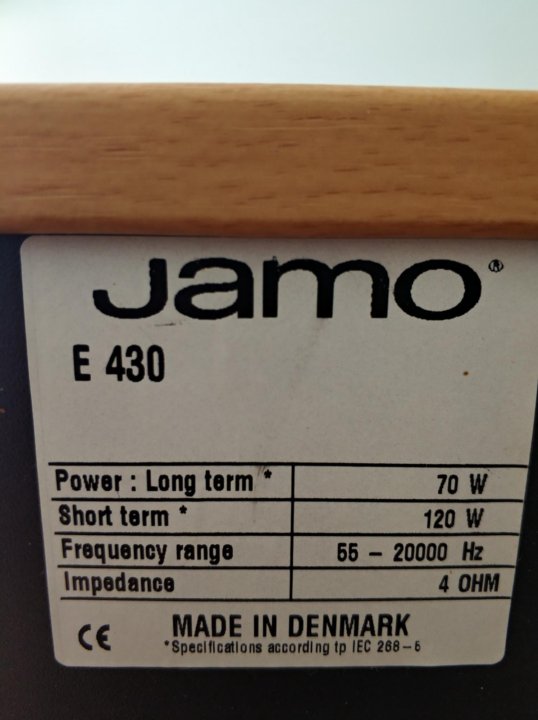 Jamo®
E 430
Power : Long term * 70 W
Short term * 120 W
Frequency range 55 – 20000 Hz
Impedance 4 OHM
CE MADE IN DENMARK
*Specifications according tp IEC 268–5